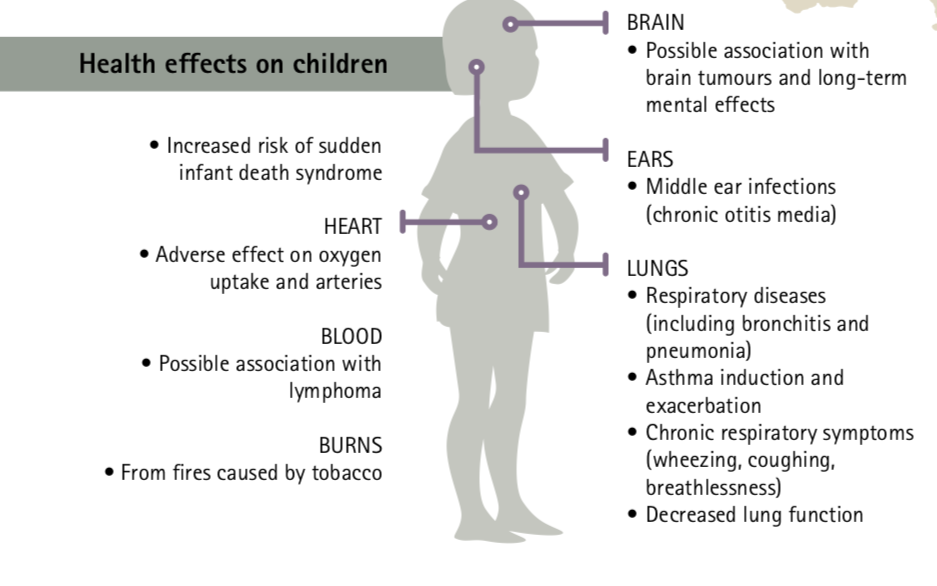 Health effects on children
• Increased risk of sudden
infant death syndrome
HEART
• Adverse effect on oxygen
uptake and arteries
BLOOD
• Possible association with
lymphoma
BURNS
• From fires caused by tobacco
BRAIN
• Possible association with
brain tumours and long-term
mental effects
EARS
• Middle ear infections
(chronic otitis media)
LUNGS
• Respiratory diseases
(including bronchitis and
pneumonia)
• Asthma induction and
exacerbation
• Chronic respiratory symptoms
(wheezing, coughing,
breathlessness)
• Decreased lung function